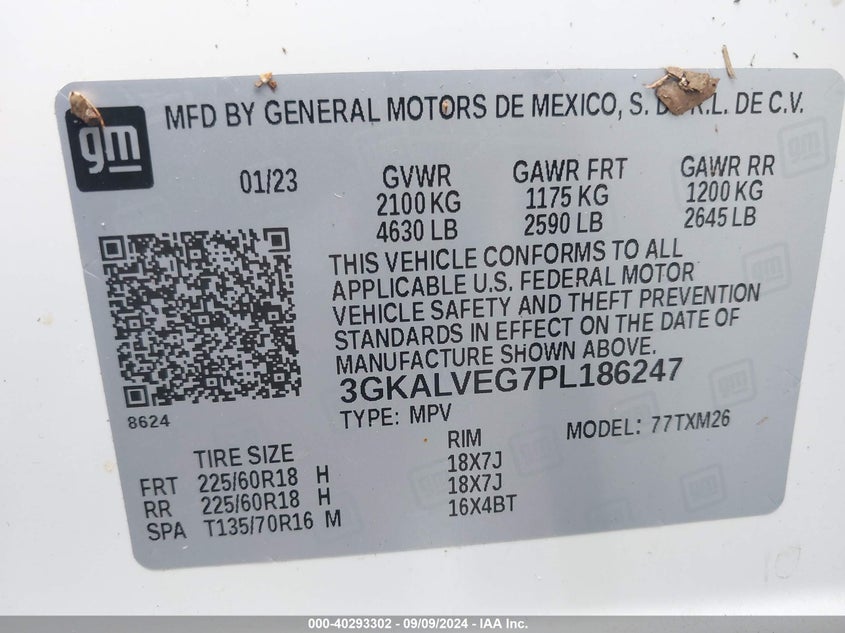 gm
MFD BY GENERAL MOTORS DE MEXICO, S. DE R.L. DE C.V.
01/23
GVWR
2100 KG
4630 LB
GAWR FRT
1175 KG
2590 LB
GAWR RR
1200 KG
2645 LB
THIS VEHICLE CONFORMS TO ALL
APPLICABLE U.S. FEDERAL MOTOR
VEHICLE SAFETY AND THEFT PREVENTION
STANDARDS IN EFFECT ON THE DATE OF
MANUFACTURE SHOWN ABOVE.
3GKALVEG7PL186247
8624
TYPE: MPV
MODEL: 77TXM26
TIRE SIZE
RIM
FRT 225/60R18 H 18X7J
RR 225/60R18 H 18X7J
SPA T135/70R16 M 16X4BT
000-40293302 - 09/09/2024 - IAA Inc.